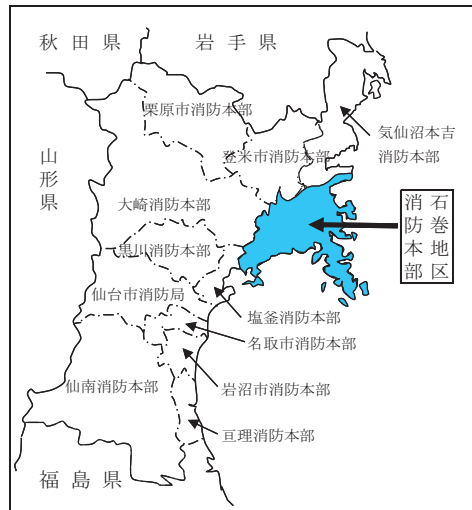 秋田県
岩手県
栗原市消防本部
気仙沼本吉
消防本部
登米市消防本部
山形県
大崎消防本部
石巻地区
消防本部
黒川消防本部
仙台市消防局
塩釜消防本部
名取市消防本部
仙南消防本部
岩沼市消防本部
亘理消防本部
福島県